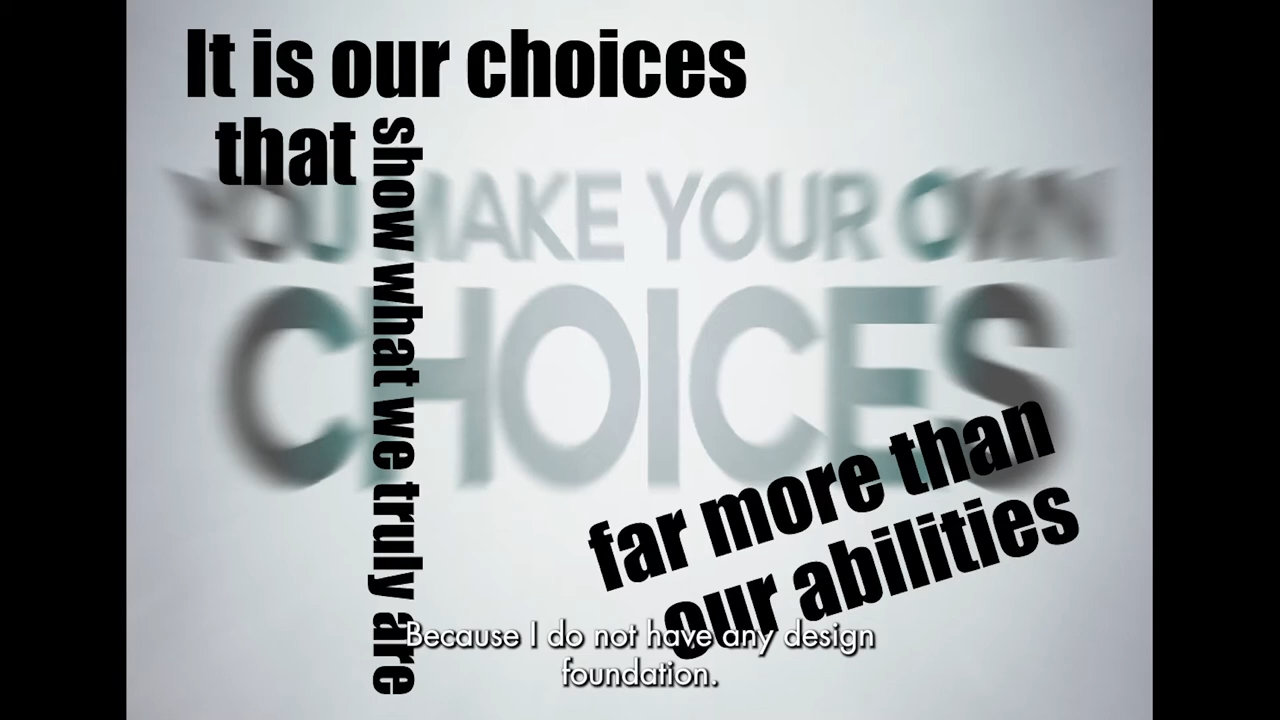 It is our choices
that
show what we truly are
YOU MAKE YOUR OWN
CHOICES
far more than
our abilities
Because I do not have any design
foundation.